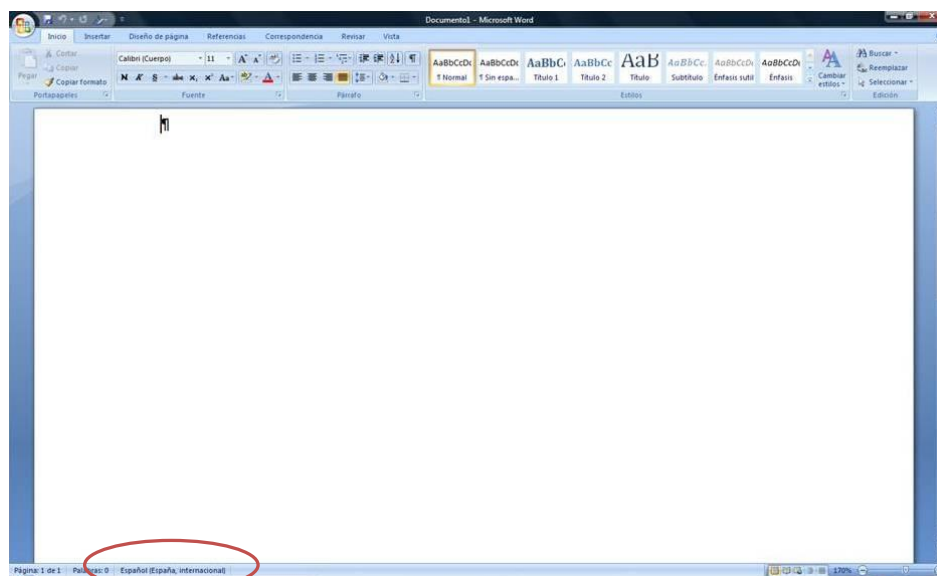 Documento1 - Microsoft Word
Inicio Insertar Diseño de página Referencias Correspondencia Revisar Vista
Cortar
Copiar
Copiar formato
Pegar
Portapapeles
Calibri (Cuerpo) 11
N K S abc x, x' Aa A
Fuente
Párrafo
AaBbCcDc AaBbCcDc AaBbC AaBbCc AaB AaBbCc. AaBbCcDc AaBbCcDc
¶ Normal ¶ Sin espa... Título 1 Título 2 Título Subtítulo Énfasis sutil Énfasis
Cambiar estilos
Estilos
Buscar
Reemplazar
Seleccionar
Edición
¶
Página: 1 de 1 Palabras: 0 Español (España, internacional) 170%